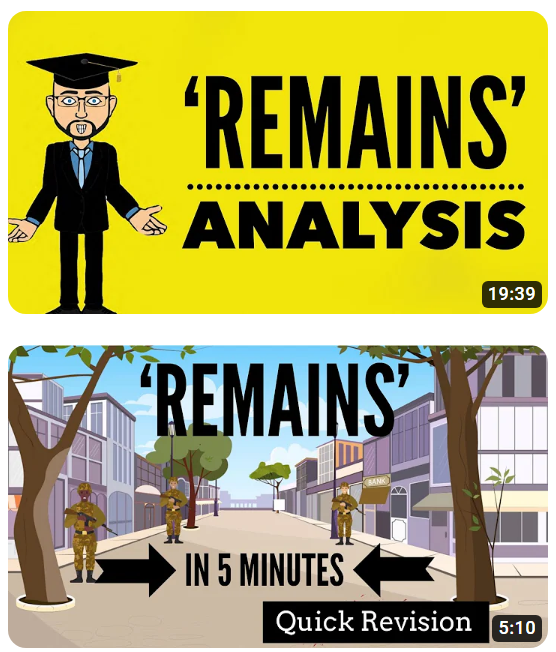 ‘REMAINS’
ANALYSIS
19:39
‘REMAINS’
BANK
IN 5 MINUTES
Quick Revision
5:10